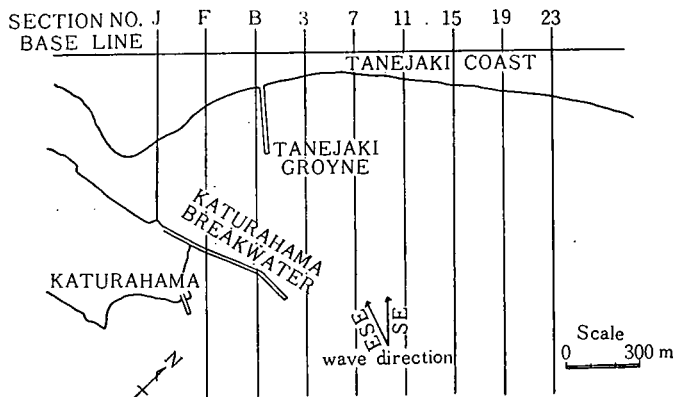 SECTION NO. J F B 3 7 11 15 19 23
BASE LINE
TANEJAKI COAST
TANEJAKI
GROYNE
KATURAHAMA
BREAKWATER
KATURAHAMA
ESE
SE
wave direction
Scale
0 300 m
N